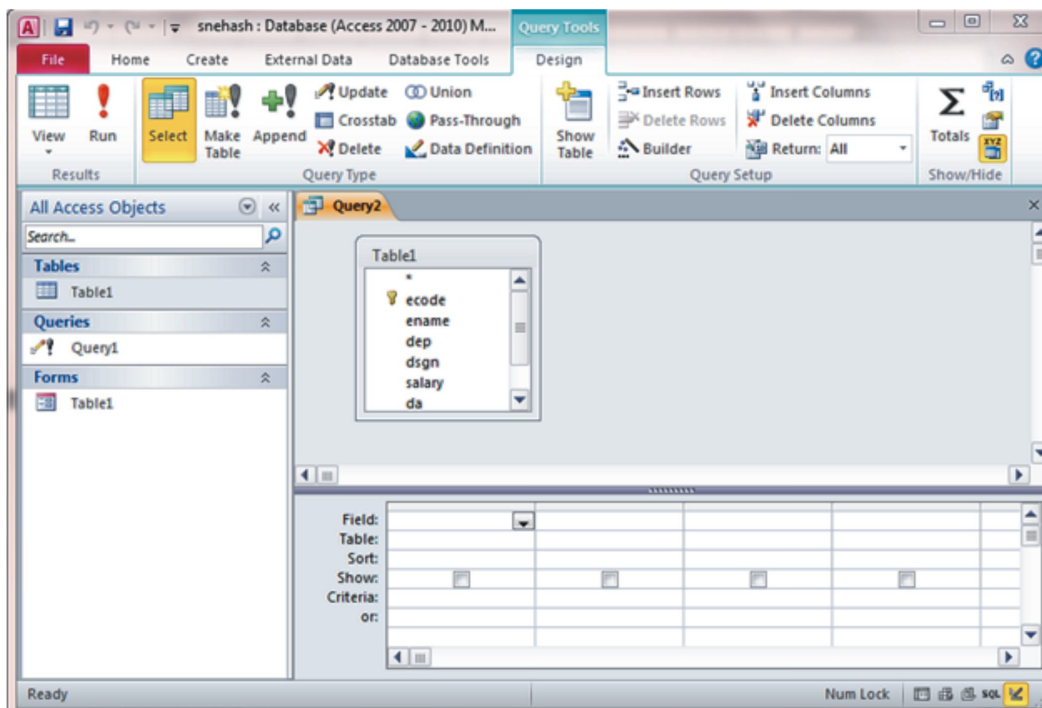 snehash : Database (Access 2007 - 2010) M... Query Tools
File Home Create External Data Database Tools Design
View
Run
Select
Make Table
Append
Update
Crosstab
Delete
Union
Pass-Through
Data Definition
Show Table
Insert Rows
Delete Rows
Builder
Insert Columns
Delete Columns
Return: All
Totals
Results Query Type Query Setup Show/Hide
All Access Objects
Search...
Tables
Table1
Queries
Query1
Forms
Table1
Query2
Table1
*
ecode
ename
dep
dsgn
salary
da
Field:
Table:
Sort:
Show:
Criteria:
or:
Ready Num Lock SQL